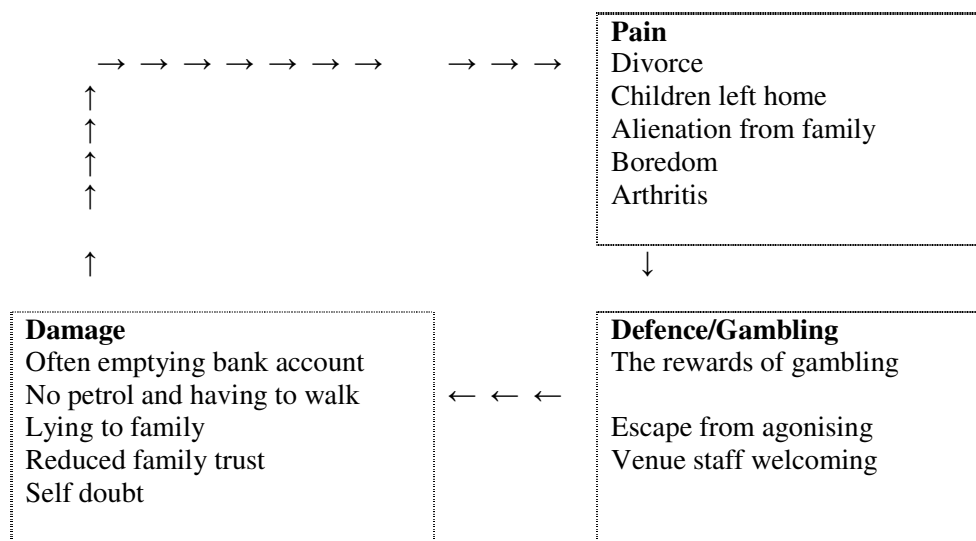 Pain
→ → → → → → → → → → Divorce
↑ Children left home
↑ Alienation from family
↑ Boredom
↑ Arthritis
↑ ↓
Damage
Often emptying bank account
No petrol and having to walk
Lying to family
Reduced family trust
Self doubt
← ← ←
Defence/Gambling
The rewards of gambling
Escape from agonising
Venue staff welcoming